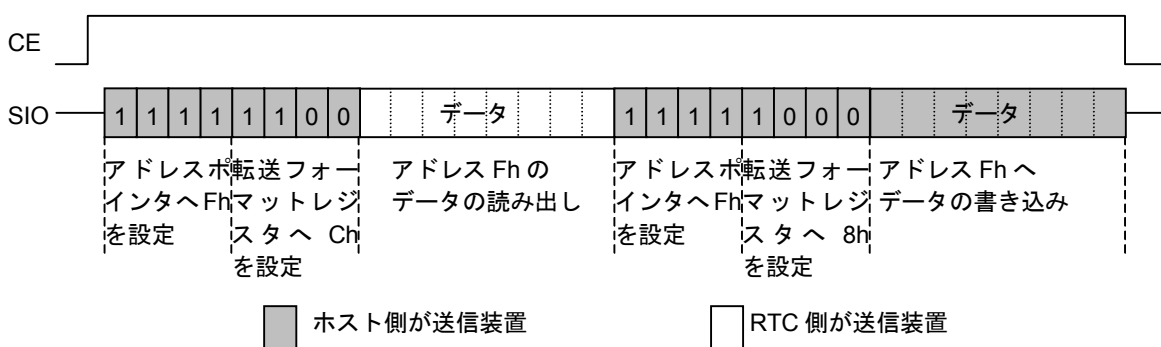 CE
SIO 1 1 1 1 1 1 0 0 データ 1 1 1 1 1 0 0 0 データ
アドレスポ
インタへ Fh
を設定
転送フォー
マットレジ
スタへ Ch
を設定
アドレス Fh の
データの読み出し
アドレスポ
インタへ Fh
を設定
転送フォー
マットレジ
スタへ 8h
を設定
アドレス Fh へ
データの書き込み
ホスト側が送信装置
RTC 側が送信装置